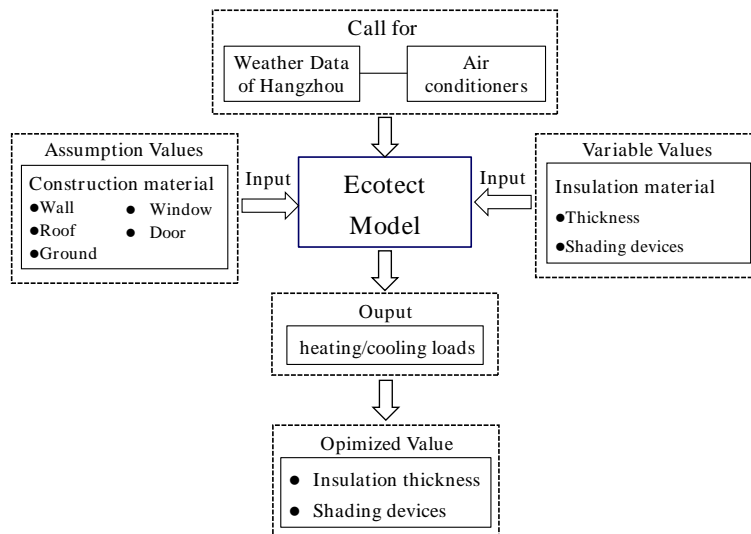 Call for
Weather Data
of Hangzhou
Air
conditioners
Assumption Values
Construction material
●Wall
●Roof
●Ground
● Window
● Door
Input
Ecotect
Model
Input
Variable Values
Insulation material
●Thickness
●Shading devices
Ouput
heating/cooling loads
Opimized Value
● Insulation thickness
● Shading devices